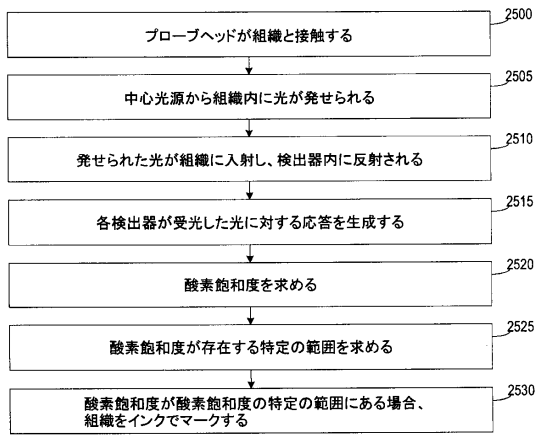 プローブヘッドが組織と接触する
2500
中心光源から組織内に光が発せられる
2505
発せられた光が組織に入射し、検出器内に反射される
2510
各検出器が受光した光に対する応答を生成する
2515
酸素飽和度を求める
2520
酸素飽和度が存在する特定の範囲を求める
2525
酸素飽和度が酸素飽和度の特定の範囲にある場合、
組織をインクでマークする
2530